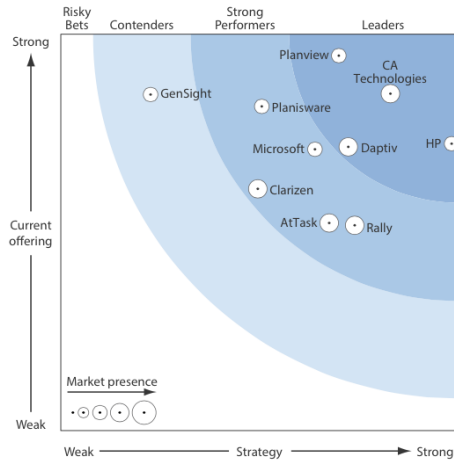 Risky
Bets
Contenders
Strong
Performers
Leaders
Strong
Planview
CA
Technologies
GenSight
Planisware
Microsoft
Daptiv
HP
Clarizen
AtTask
Rally
Current
offering
Market presence
Weak
Weak
Strategy
Strong